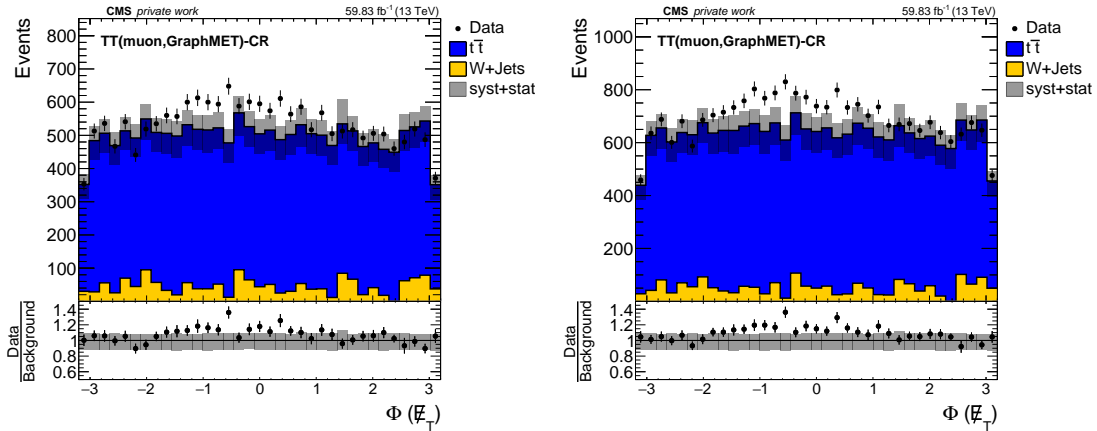 CMS private work 59.83 fb⁻¹ (13 TeV)
TT(muon,GraphMET)-CR
Events
800
700
600
500
400
300
200
100
Data
tt̅
W+Jets
syst+stat
Data
Background
1.4
1.2
1
0.8
0.6
−3 −2 −1 0 1 2 3
Φ (E̸_T)
CMS private work 59.83 fb⁻¹ (13 TeV)
TT(muon,GraphMET)-CR
Events
1000
800
600
400
200
Data
tt̅
W+Jets
syst+stat
Data
Background
1.4
1.2
1
0.8
0.6
−3 −2 −1 0 1 2 3
Φ (E̸_T)